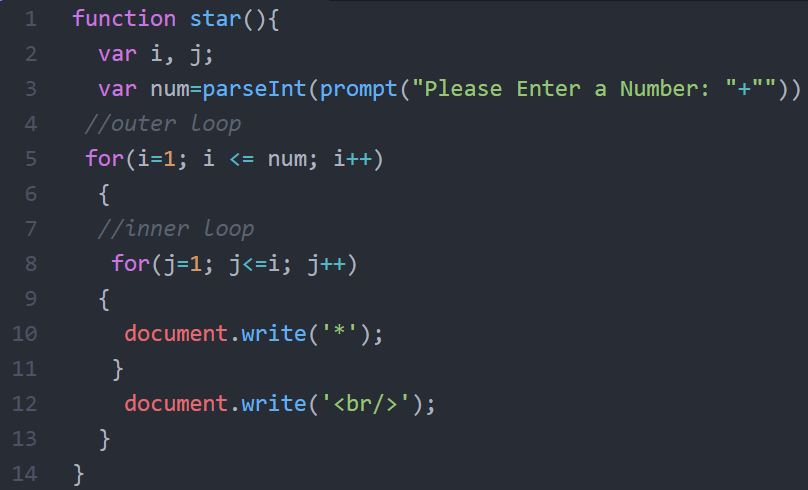 1 function star(){
2 var i, j;
3 var num=parseInt(prompt("Please Enter a Number: "+""))
4 //outer loop
5 for(i=1; i <= num; i++)
6 {
7 //inner loop
8 for(j=1; j<=i; j++)
9 {
10 document.write('*');
11 }
12 document.write('<br/>');
13 }
14 }